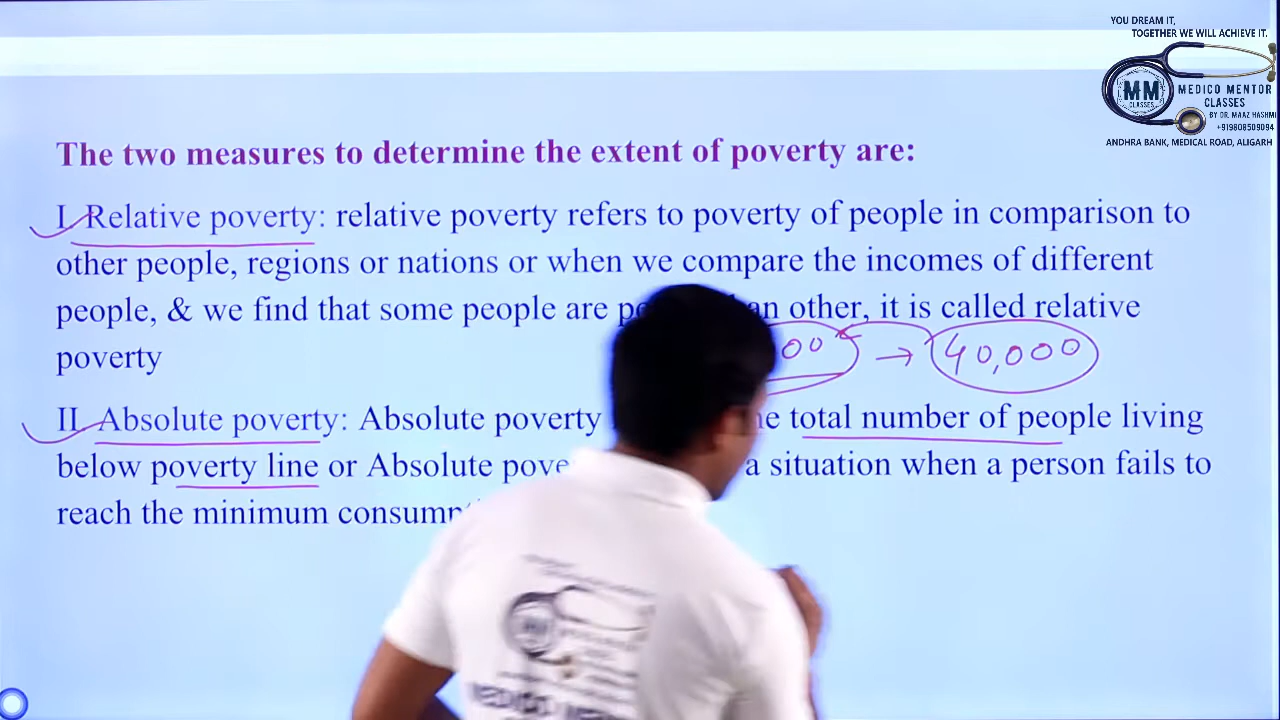 YOU DREAM IT,
TOGETHER WE WILL ACHIEVE IT.
MM
CLASSES
MEDICO MENTOR
CLASSES
BY DR. MAAZ HASHMI
+919808509094
ANDHRA BANK, MEDICAL ROAD, ALIGARH
The two measures to determine the extent of poverty are:
I. Relative poverty: relative poverty refers to poverty of people in comparison to
other people, regions or nations or when we compare the incomes of different
people, & we find that some people are other, it is called relative
poverty
00 → 40,000
II. Absolute poverty: Absolute poverty total number of people living
below poverty line or Absolute a situation when a person fails to
reach the minimum